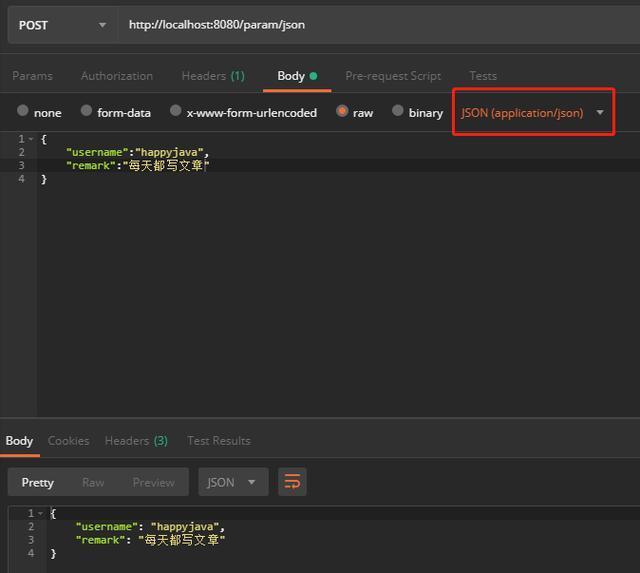 POST http://localhost:8080/param/json
Params Authorization Headers (1) Body Pre-request Script Tests
none form-data x-www-form-urlencoded raw binary JSON (application/json)
1 {
2 "username":"happyjava",
3 "remark":"每天都写文章"
4 }
Body Cookies Headers (3) Test Results
Pretty Raw Preview JSON
1 {
2 "username": "happyjava",
3 "remark": "每天都写文章"
4 }